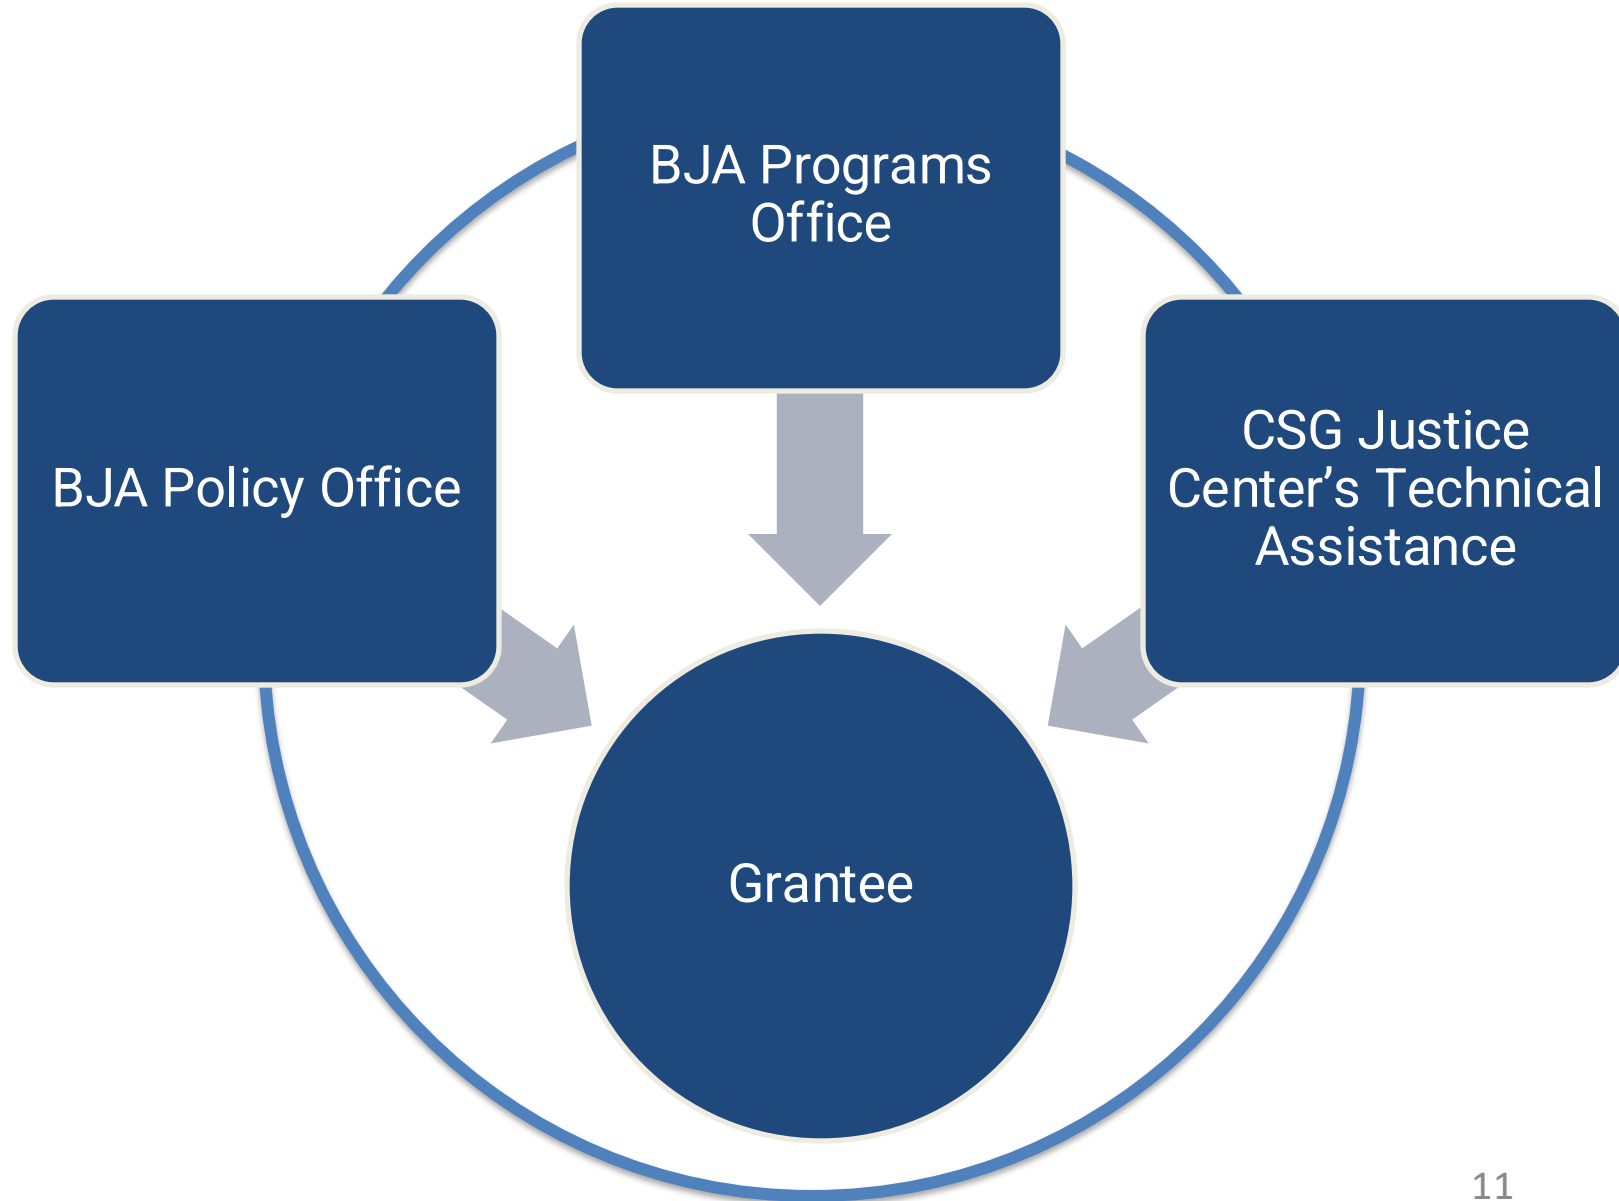 BJA Programs
Office
BJA Policy Office
CSG Justice
Center’s Technical
Assistance
Grantee
11